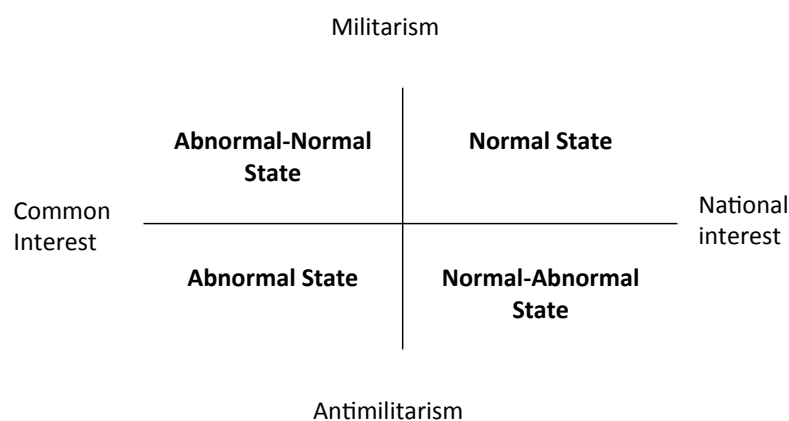 Militarism
Abnormal-Normal
State
Normal State
Common
Interest
National
interest
Abnormal State
Normal-Abnormal
State
Antimilitarism